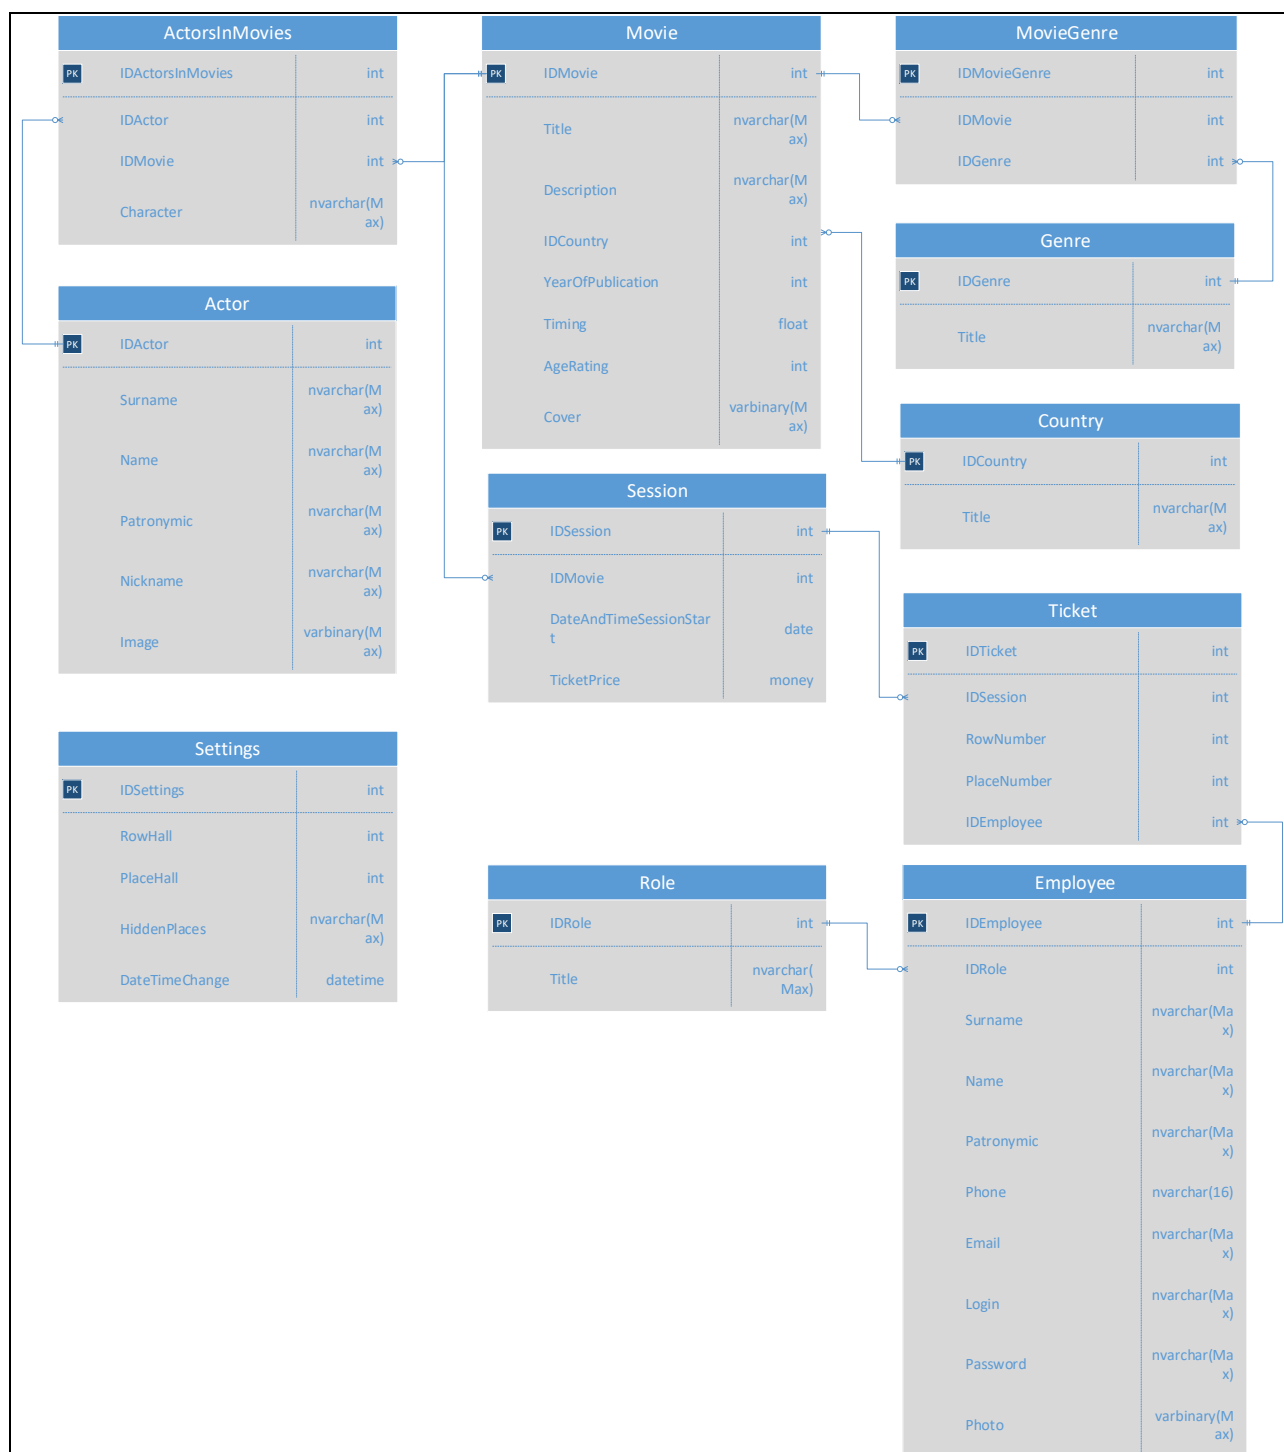 ActorsInMovies
PK IDActorsInMovies int
IDActor int
IDMovie int
Character nvarchar(M
ax)
Actor
PK IDActor int
Surname nvarchar(M
ax)
Name nvarchar(M
ax)
Patronymic nvarchar(M
ax)
Nickname nvarchar(M
ax)
Image varbinary(M
ax)
Settings
PK IDSettings int
RowHall int
PlaceHall int
HiddenPlaces nvarchar(M
ax)
DateTimeChange datetime
Movie
PK IDMovie int
Title nvarchar(M
ax)
Description nvarchar(M
ax)
IDCountry int
YearOfPublication int
Timing float
AgeRating int
Cover varbinary(M
ax)
Session
PK IDSession int
IDMovie int
DateAndTimeSessionStar
t date
TicketPrice money
Role
PK IDRole int
Title nvarchar(
Max)
MovieGenre
PK IDMovieGenre int
IDMovie int
IDGenre int
Genre
PK IDGenre int
Title nvarchar(M
ax)
Country
PK IDCountry int
Title nvarchar(M
ax)
Ticket
PK IDTicket int
IDSession int
RowNumber int
PlaceNumber int
IDEmployee int
Employee
PK IDEmployee int
IDRole int
Surname nvarchar(Ma
x)
Name nvarchar(Ma
x)
Patronymic nvarchar(Ma
x)
Phone nvarchar(16)
Email nvarchar(Ma
x)
Login nvarchar(Ma
x)
Password nvarchar(Ma
x)
Photo varbinary(M
ax)